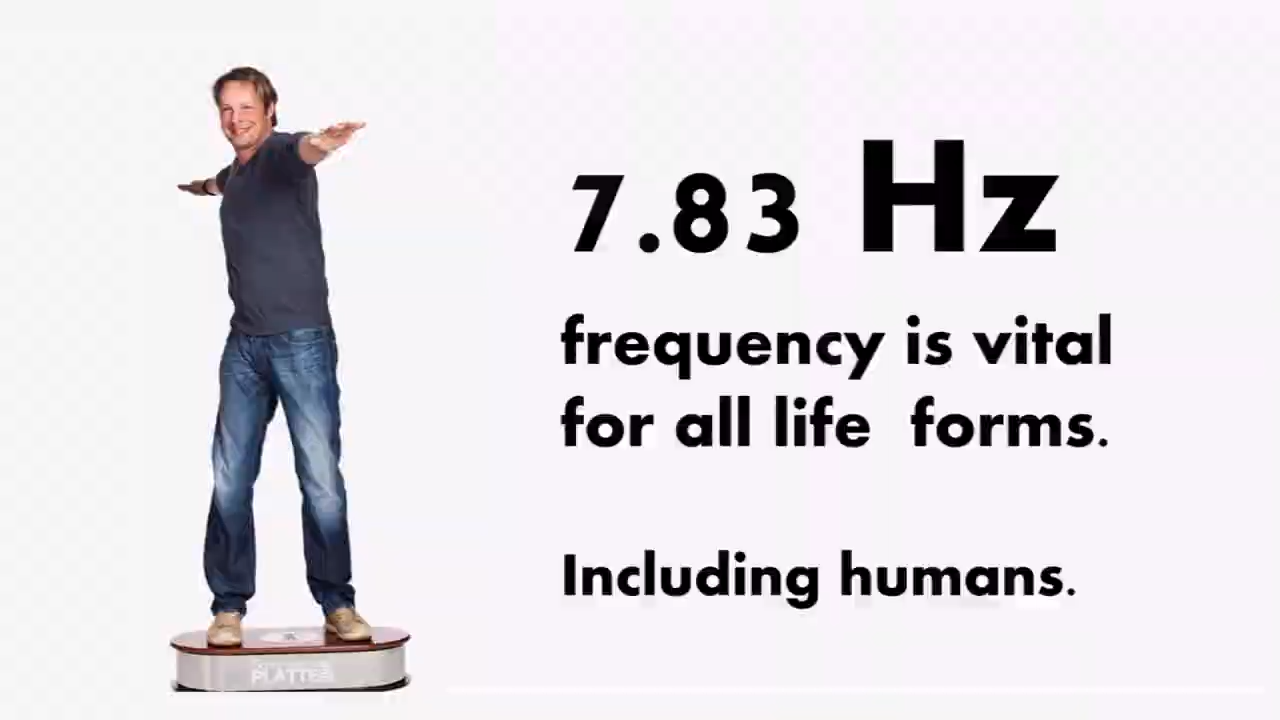 7.83 Hz
frequency is vital
for all life forms.
Including humans.